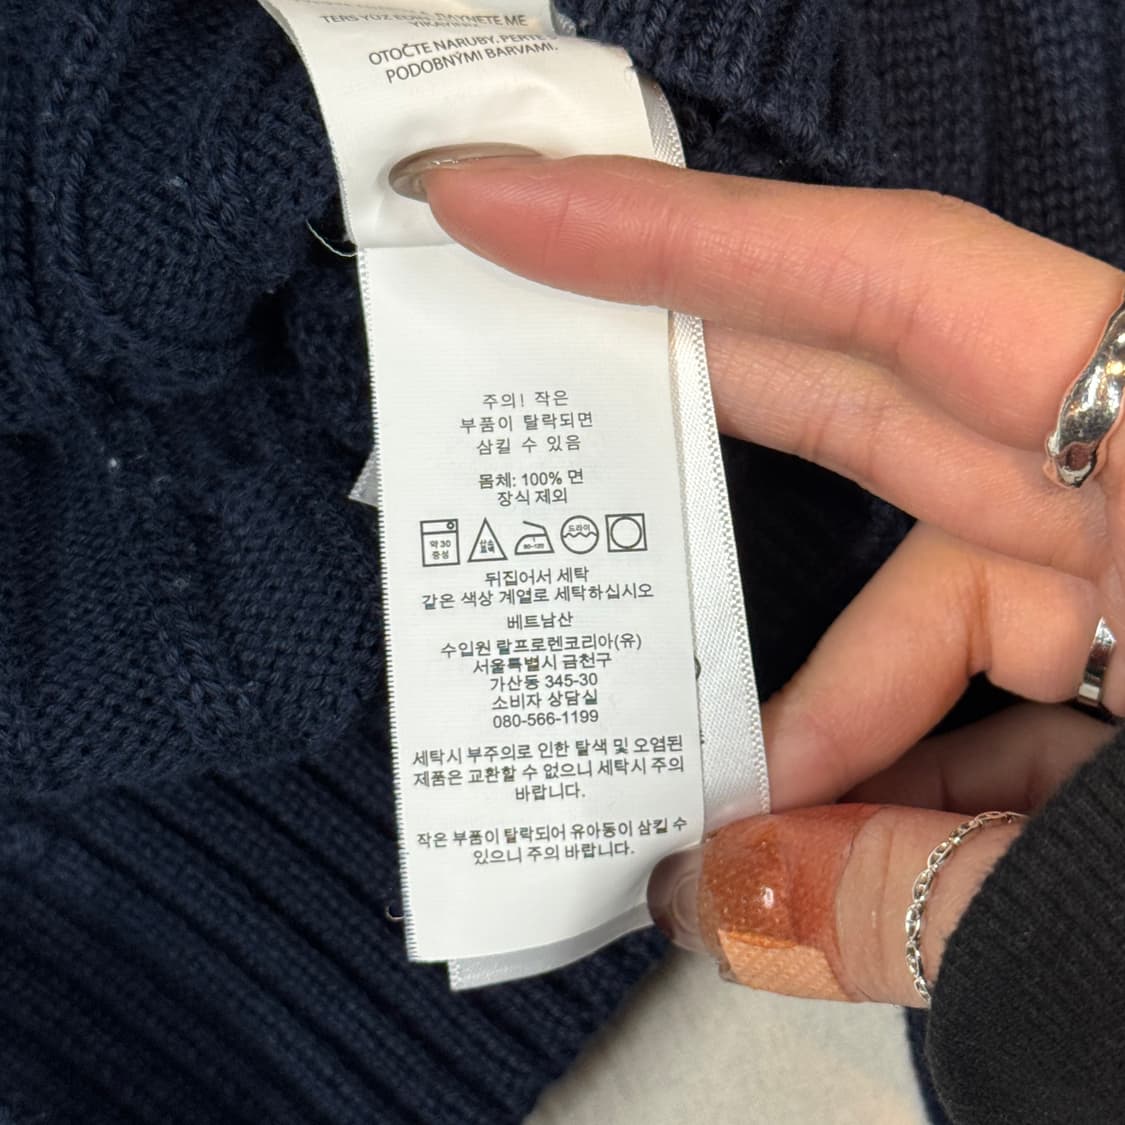 TERS YÜZ EDİN.
YIKAYIN.
OTOČTE NARUBY. PERTE S
PODOBNÝMI BARVAMI.
주의! 작은
부품이 탈락되면
삼킬 수 있음
몸체: 100% 면
장식 제외
약 30
중성
산소
표백
80~120
드라이
뒤집어서 세탁
같은 색상 계열로 세탁하십시오
베트남산
수입원 랄프로렌코리아(유)
서울특별시 금천구
가산동 345-30
소비자 상담실
080-566-1199
세탁시 부주의로 인한 탈색 및 오염된
제품은 교환할 수 없으니 세탁시 주의
바랍니다.
작은 부품이 탈락되어 유아동이 삼킬 수
있으니 주의 바랍니다.